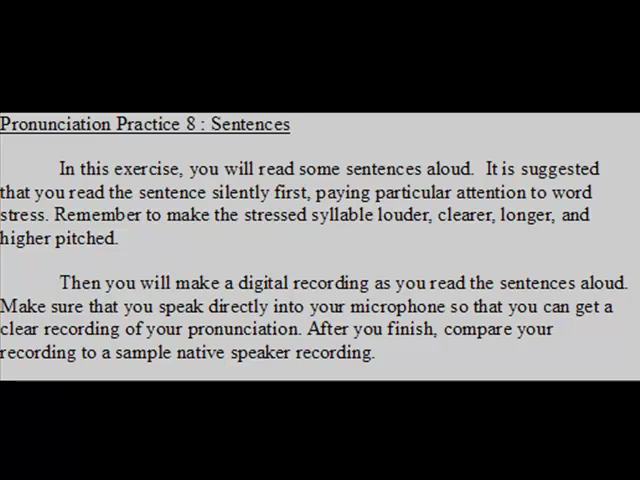 Pronunciation Practice 8 : Sentences
In this exercise, you will read some sentences aloud.  It is suggested
that you read the sentence silently first, paying particular attention to word
stress. Remember to make the stressed syllable louder, clearer, longer, and
higher pitched.
Then you will make a digital recording as you read the sentences aloud.
Make sure that you speak directly into your microphone so that you can get a
clear recording of your pronunciation. After you finish, compare your
recording to a sample native speaker recording.